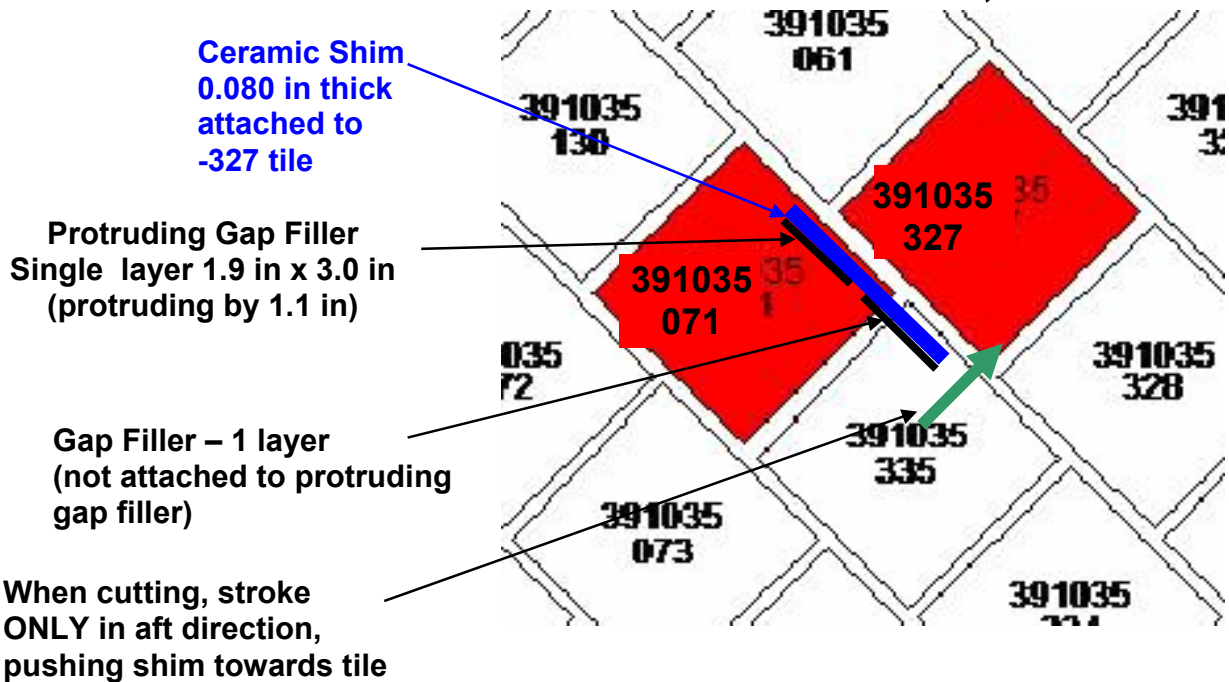 Ceramic Shim
0.080 in thick
attached to
-327 tile
Protruding Gap Filler
Single layer 1.9 in x 3.0 in
(protruding by 1.1 in)
Gap Filler – 1 layer
(not attached to protruding
gap filler)
When cutting, stroke
ONLY in aft direction,
pushing shim towards tile
391035
061
391035
130
391035
327
391035
071
035
391035
328
391035
335
391035
073
391035